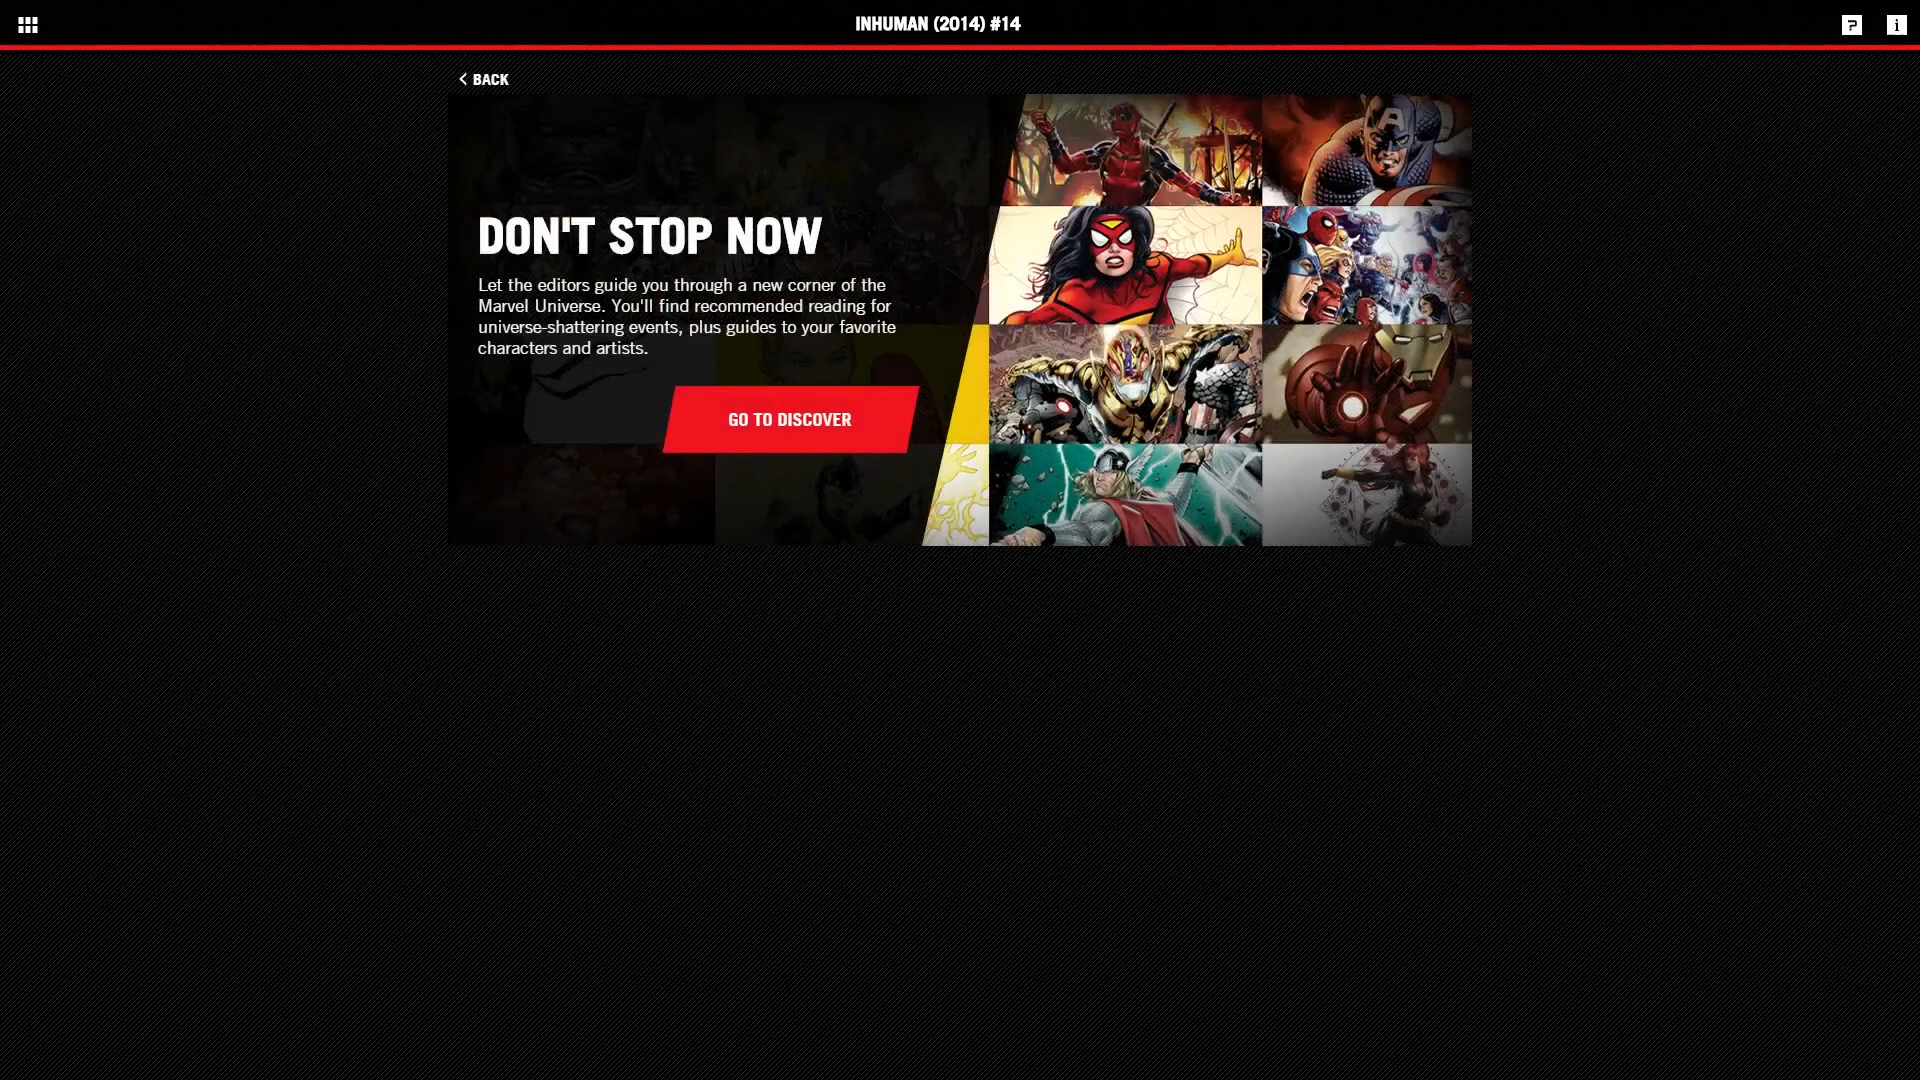 INHUMAN (2014) #14
? i
BACK
DON'T STOP NOW
Let the editors guide you through a new corner of the
Marvel Universe. You'll find recommended reading for
universe-shattering events, plus guides to your favorite
characters and artists.
GO TO DISCOVER